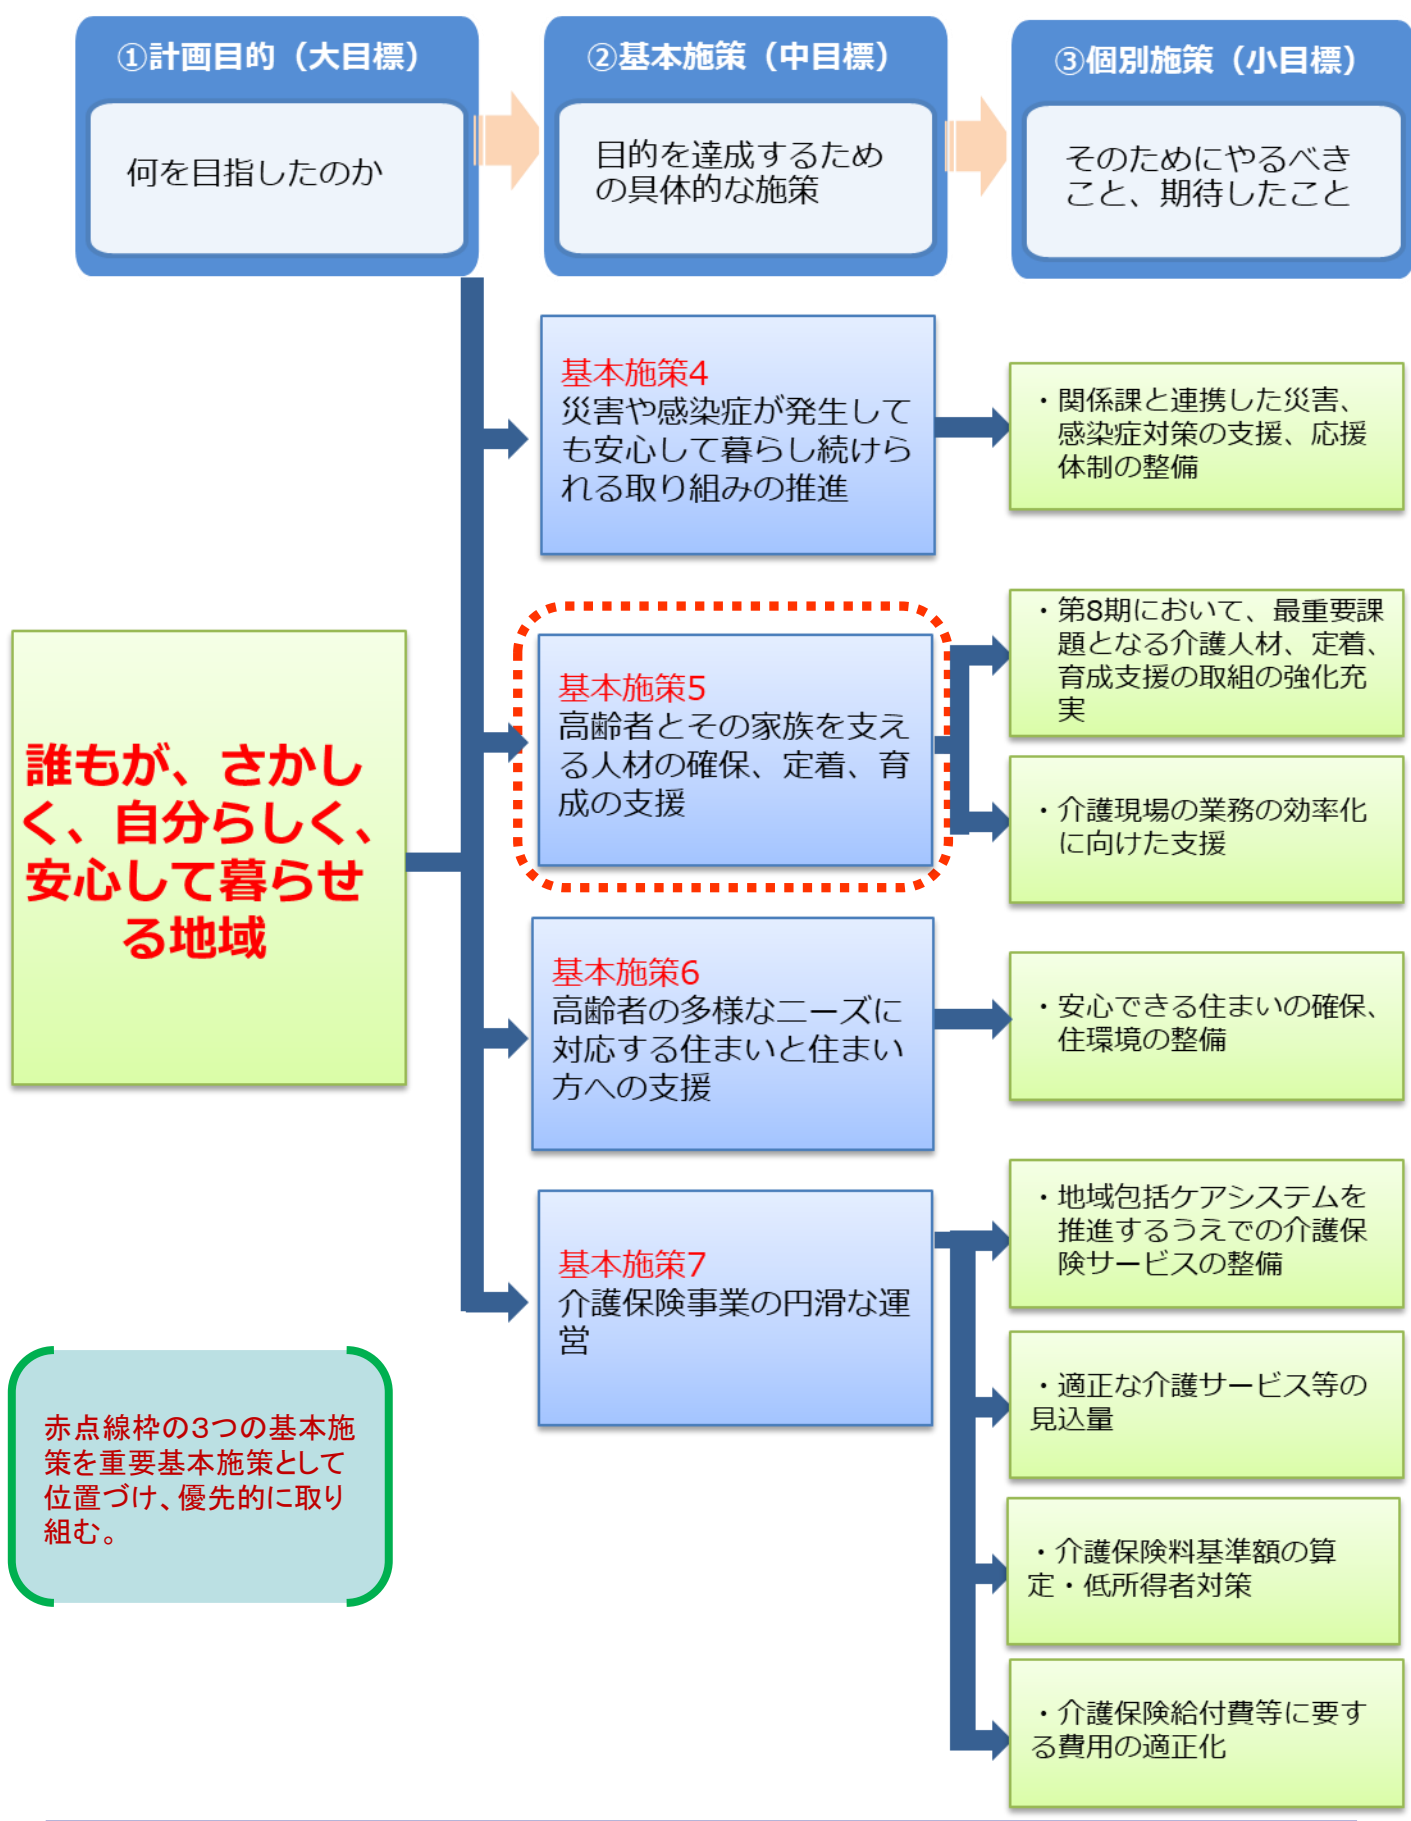 ①計画目的（大目標）
何を目指したのか
②基本施策（中目標）
目的を達成するため
の具体的な施策
③個別施策（小目標）
そのためにやるべき
こと、期待したこと
誰もが、さかし
く、自分らしく、
安心して暮らせ
る地域
基本施策4
災害や感染症が発生して
も安心して暮らし続けら
れる取り組みの推進
・関係課と連携した災害、
感染症対策の支援、応援
体制の整備
基本施策5
高齢者とその家族を支え
る人材の確保、定着、育
成の支援
・第8期において、最重要課
題となる介護人材、定着、
育成支援の取組の強化充
実
・介護現場の業務の効率化
に向けた支援
基本施策6
高齢者の多様なニーズに
対応する住まいと住まい
方への支援
・安心できる住まいの確保、
住環境の整備
基本施策7
介護保険事業の円滑な運
営
・地域包括ケアシステムを
推進するうえでの介護保
険サービスの整備
・適正な介護サービス等の
見込量
・介護保険料基準額の算
定・低所得者対策
・介護保険給付費等に要す
る費用の適正化
赤点線枠の3つの基本施
策を重要基本施策として
位置づけ、優先的に取り
組む。